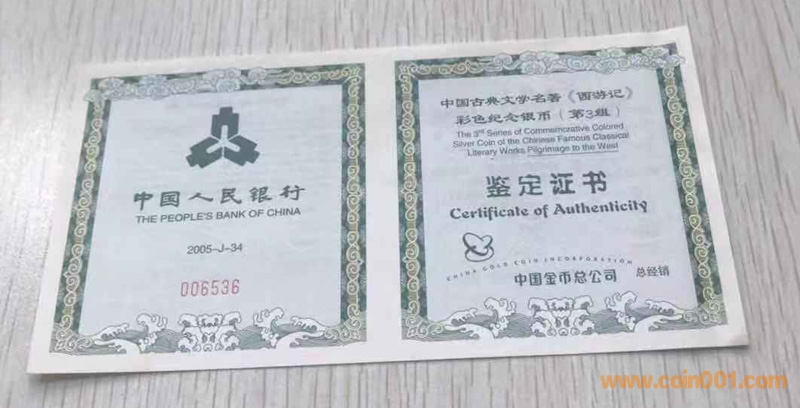 中国人民银行
THE PEOPLE'S BANK OF CHINA
2005-J-34
006536
中国古典文学名著《西游记》
彩色纪念银币(第3组)
The 3rd Series of Commemorative Colored
Silver Coin of the Chinese Famous Classical
Literary Works Pilgrimage to the West
鉴定证书
Certificate of Authenticity
CHINA GOLD COIN INCORPORATION
中国金币总公司 总经销
www.coin001.com